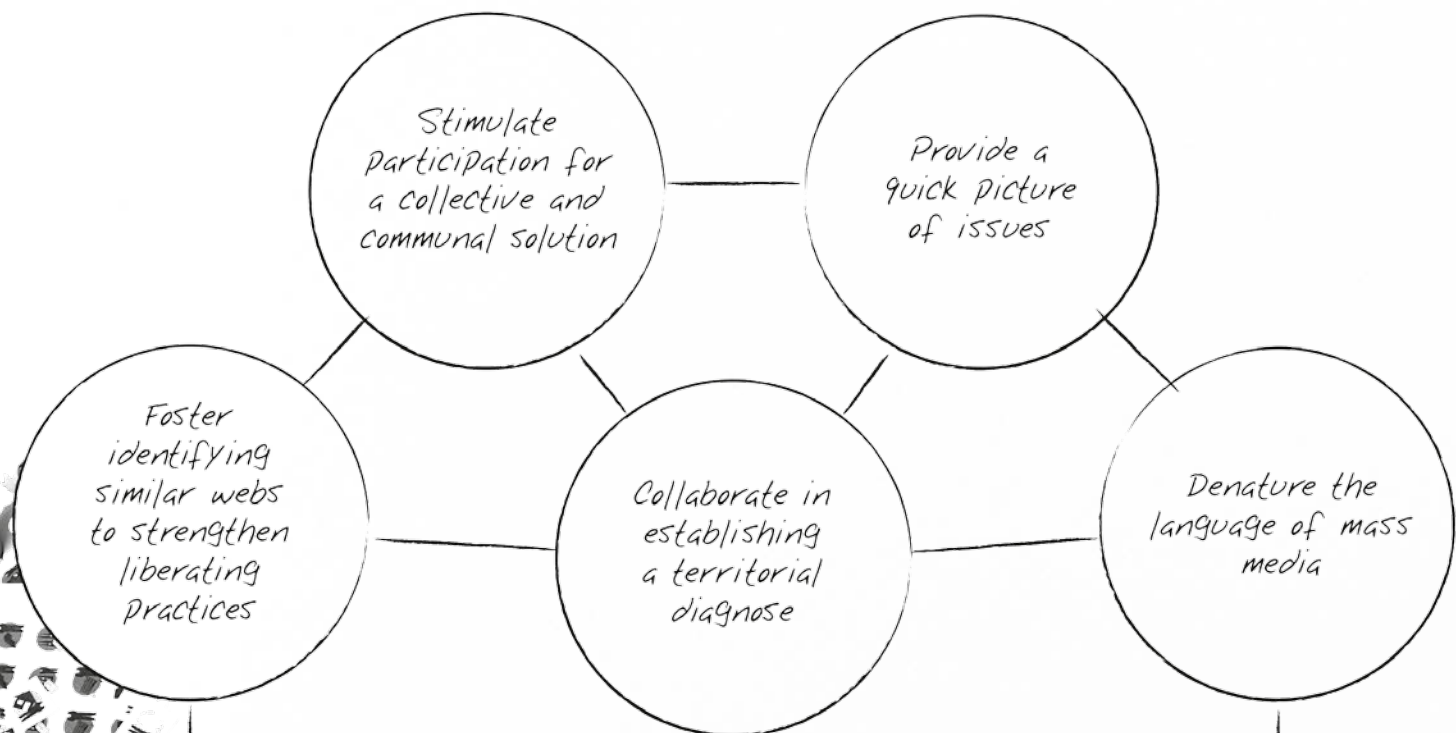 Stimulate
participation for
a collective and
communal solution
Provide a
quick picture
of issues
Foster
identifying
similar webs
to strengthen
liberating
practices
Collaborate in
establishing
a territorial
diagnose
Denature the
language of mass
media